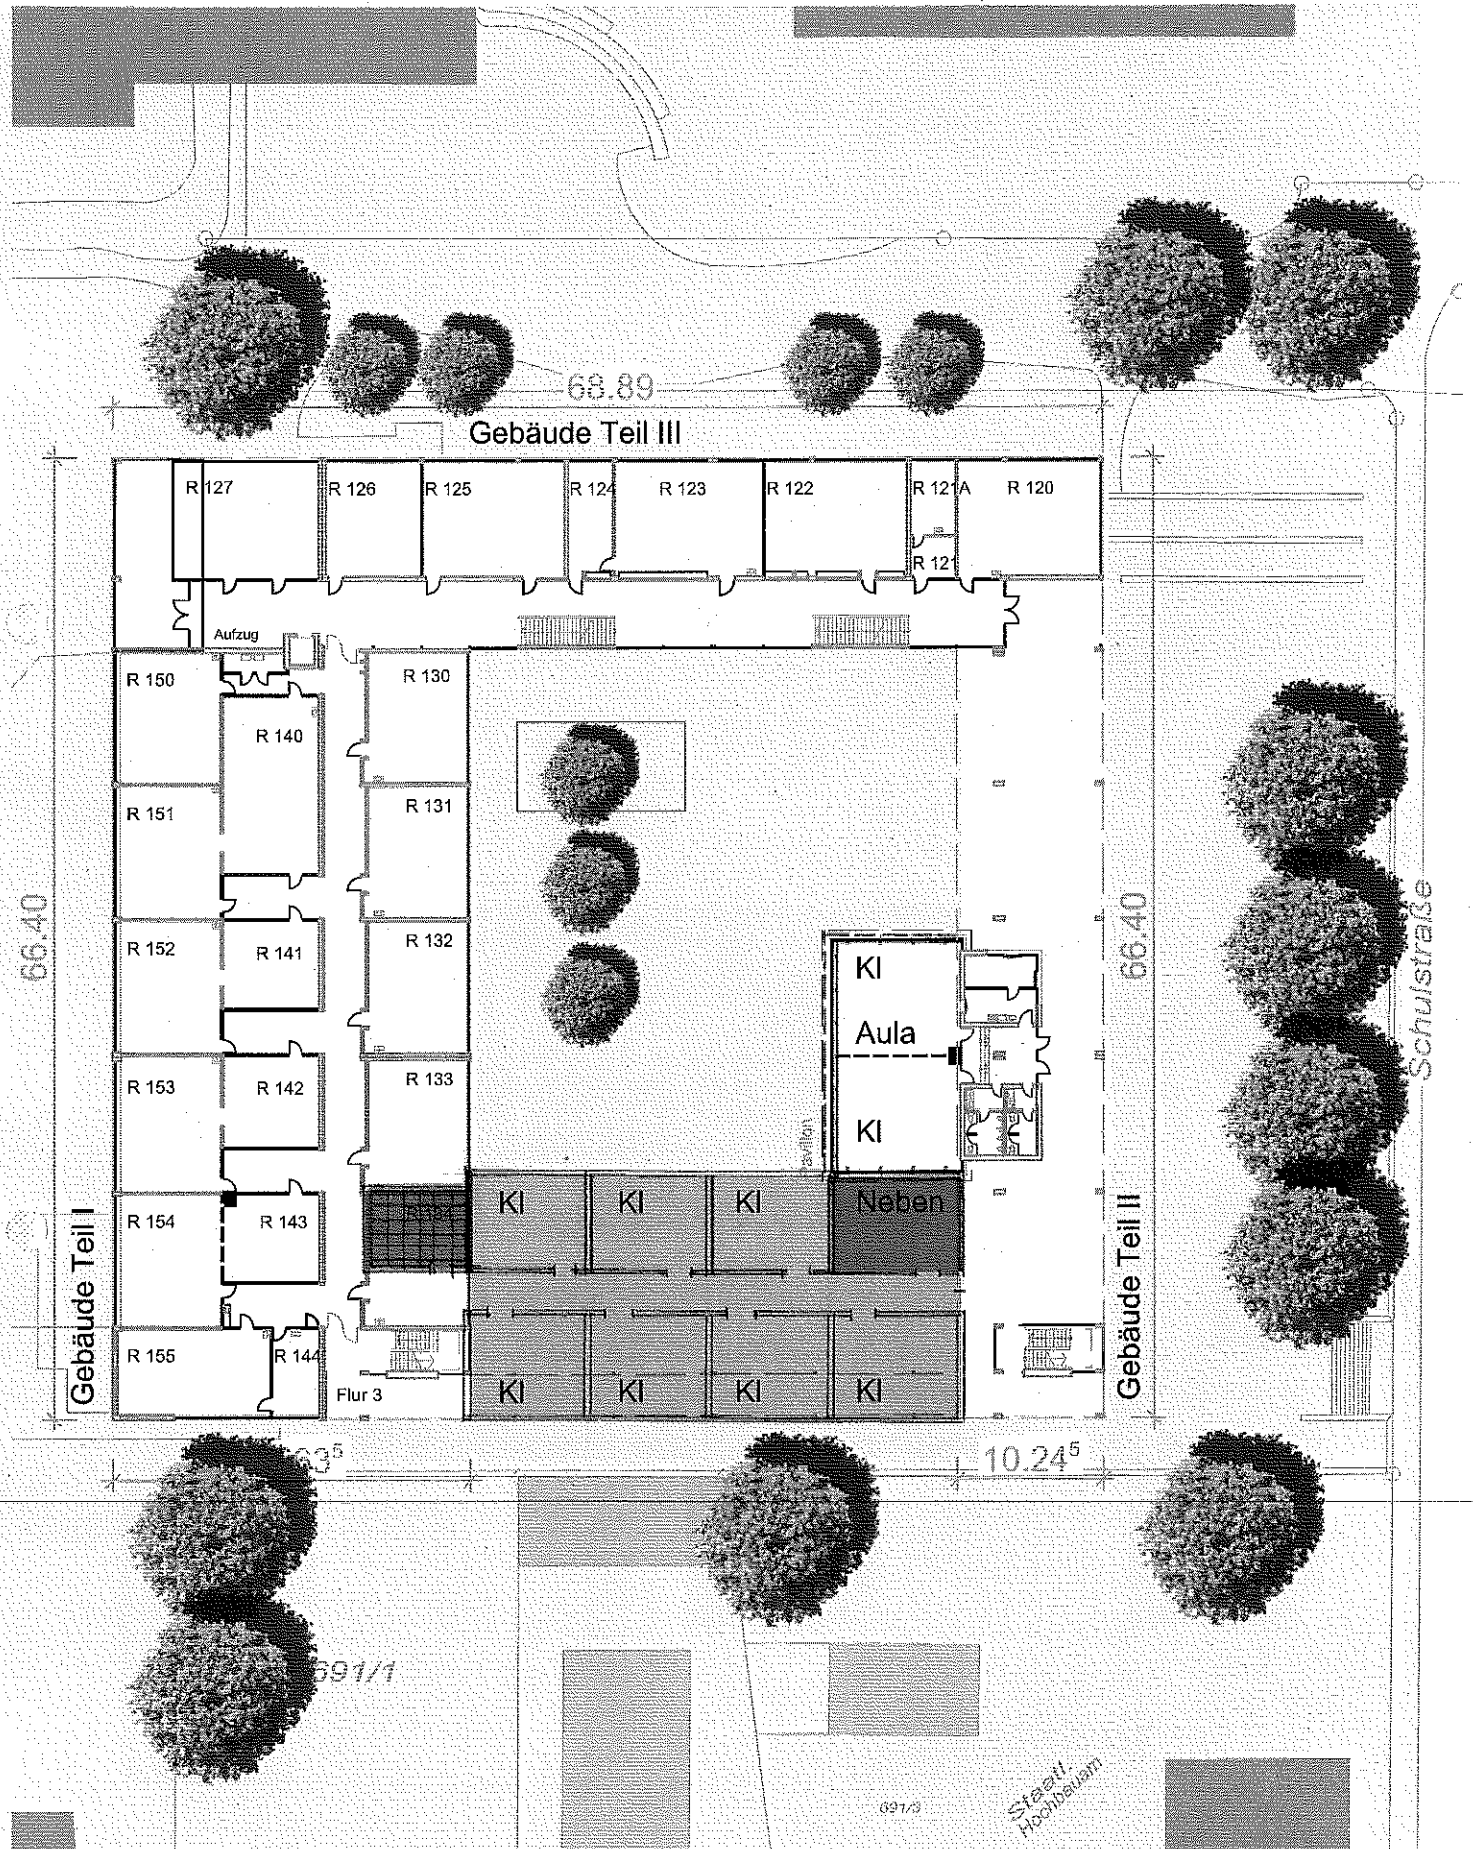 68.89
Gebäude Teil III
R 127
R 126
R 125
R 124
R 123
R 122
R 121A
R 120
R 121
Aufzug
R 150
R 130
R 140
R 151
R 131
66.40
R 152
R 141
R 132
Kl
Aula
66.40
Schulstraße
R 153
R 142
R 133
Kl
R 154
R 143
Kl
Kl
Kl
Neben
Gebäude Teil I
Gebäude Teil II
R 155
R 144
Flur 3
Kl
Kl
Kl
Kl
10.24⁵
691/1
691/3
Staatl.
Hochbauam